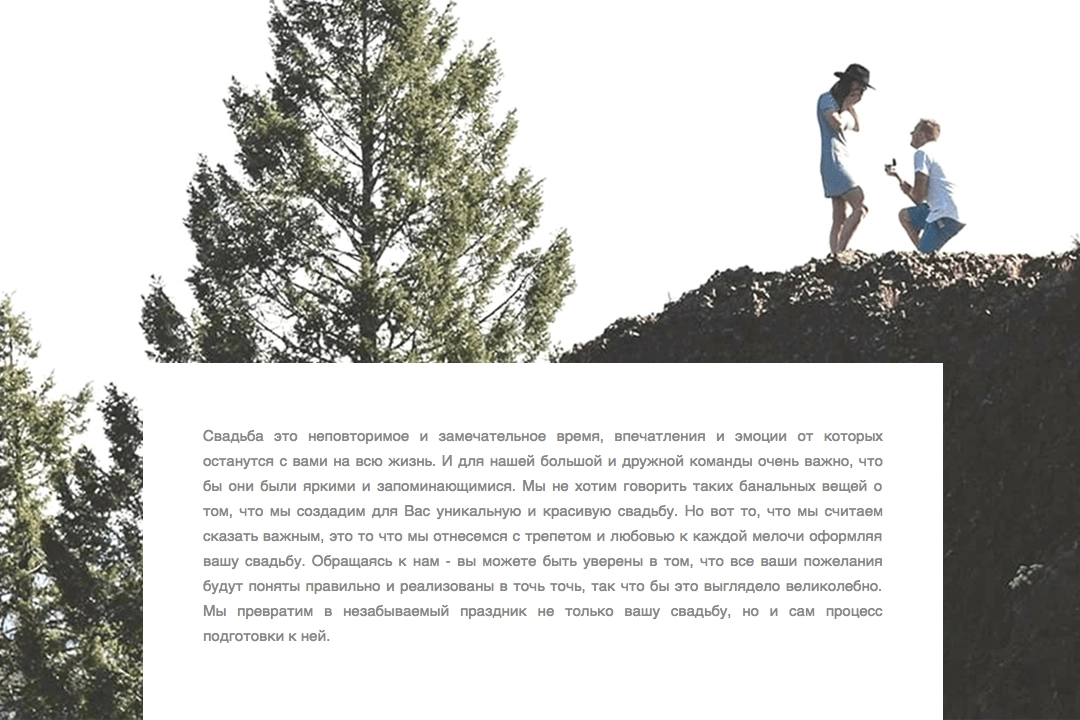 Свадьба это неповторимое и замечательное время, впечатления и эмоции от которых
останутся с вами на всю жизнь. И для нашей большой и дружной команды очень важно, что
бы они были яркими и запоминающимися. Мы не хотим говорить таких банальных вещей о
том, что мы создадим для Вас уникальную и красивую свадьбу. Но вот то, что мы считаем
сказать важным, это то что мы отнесемся с трепетом и любовью к каждой мелочи оформляя
вашу свадьбу. Обращаясь к нам - вы можете быть уверены в том, что все ваши пожелания
будут поняты правильно и реализованы в точь точь, так что бы это выглядело великолебно.
Мы превратим в незабываемый праздник не только вашу свадьбу, но и сам процесс
подготовки к ней.